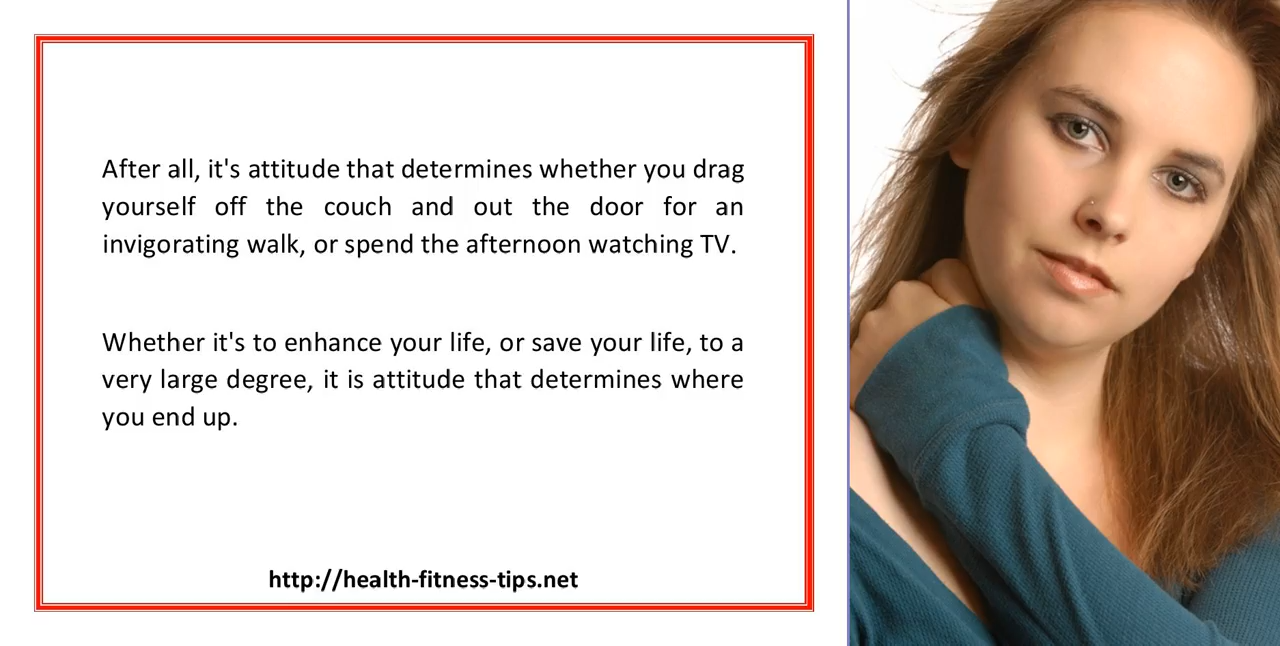 After all, it's attitude that determines whether you drag
yourself off the couch and out the door for an
invigorating walk, or spend the afternoon watching TV.
Whether it's to enhance your life, or save your life, to a
very large degree, it is attitude that determines where
you end up.
http://health-fitness-tips.net